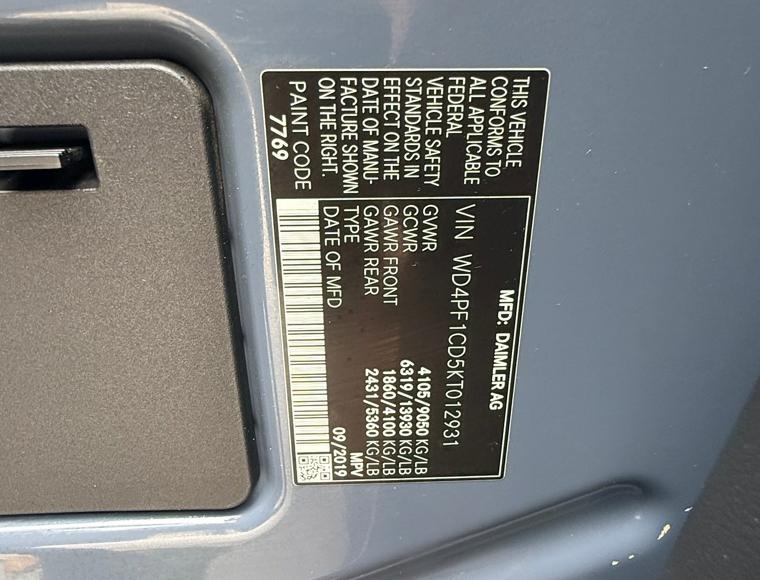 MFD: DAIMLER AG
THIS VEHICLE
CONFORMS TO
ALL APPLICABLE
FEDERAL
VEHICLE SAFETY
STANDARDS IN
EFFECT ON THE
DATE OF MANU-
FACTURE SHOWN
ON THE RIGHT.
PAINT CODE
7769
VIN WD4PF1CD5KT012931
GVWR 4105/9050 KG/LB
GCWR 6319/13930 KG/LB
GAWR FRONT 1860/4100 KG/LB
GAWR REAR 2431/5360 KG/LB
TYPE MPV
DATE OF MFD 09/2019